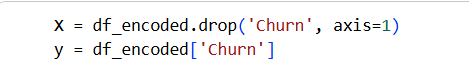 X = df_encoded.drop('Churn', axis=1)
y = df_encoded['Churn']